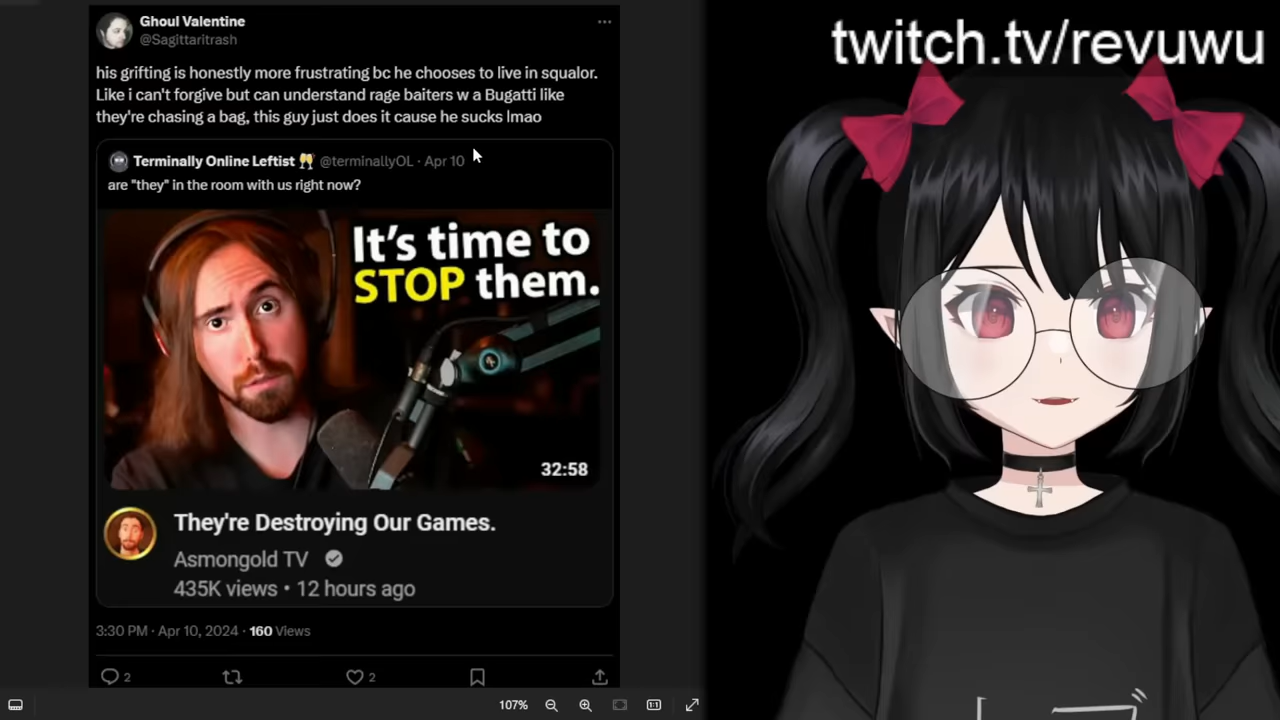 Ghoul Valentine
@Sagittaritrash
his grifting is honestly more frustrating bc he chooses to live in squalor.
Like i can't forgive but can understand rage baiters w a Bugatti like
they're chasing a bag, this guy just does it cause he sucks lmao
Terminally Online Leftist 🥂 @terminallyOL · Apr 10
are "they" in the room with us right now?
It's time to
STOP them.
32:58
They're Destroying Our Games.
Asmongold TV
435K views • 12 hours ago
3:30 PM · Apr 10, 2024 · 160 Views
2
2
107%
1:1
twitch.tv/revuwu